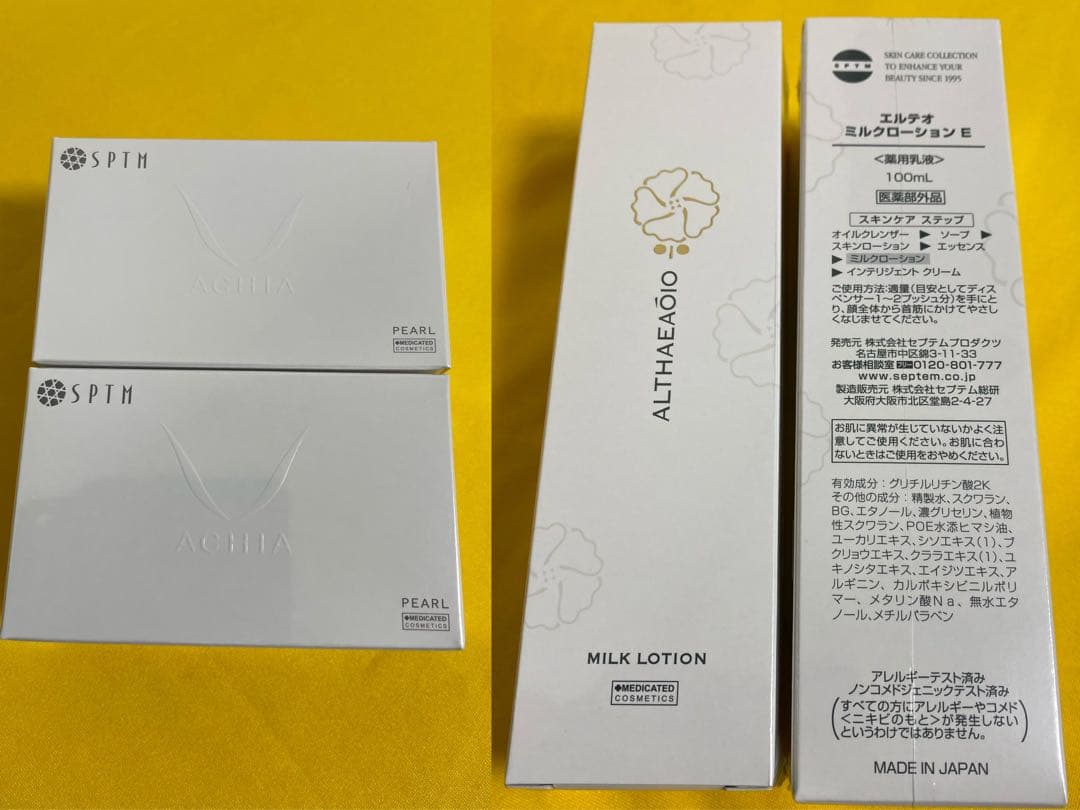 SPTM
ACHIA
PEARL
MEDICATED
COSMETICS
SPTM
ACHIA
PEARL
MEDICATED
COSMETICS
ALTHAEAÓIO
MILK LOTION
MEDICATED
COSMETICS
SPTM
SKIN CARE COLLECTION
TO ENHANCE YOUR
BEAUTY SINCE 1995
エルテオ
ミルクローション E
<薬用乳液>
100mL
医薬部外品
スキンケア ステップ
オイルクレンザー ▶ ソープ ▶
スキンローション ▶ エッセンス
▶ ミルクローション
▶ インテリジェント クリーム
ご使用方法:適量(目安としてディス
ペンサー1〜2プッシュ分)を手にと
り、顔全体から首筋にかけてやさし
くなじませてください。
発売元 株式会社セプテムプロダクツ
名古屋市中区錦3-11-33
お客様相談室 フリー0120-801-777
www.septem.co.jp
製造販売元 株式会社セプテム総研
大阪府大阪市北区堂島2-4-27
お肌に異常が生じていないかよく注
意してご使用ください。お肌に合わ
ないときはご使用をおやめください。
有効成分:グリチルリチン酸2K
その他の成分:精製水、スクワラン、
BG、エタノール、濃グリセリン、植物
性スクワラン、POE水添ヒマシ油、
ユーカリエキス、シソエキス(1)、ブ
クリョウエキス、クララエキス(1)、ユ
キノシタエキス、エイジツエキス、ア
ルギニン、カルボキシビニルポリ
マー、メタリン酸Na、無水エタ
ノール、メチルパラベン
アレルギーテスト済み
ノンコメドジェニックテスト済み
(すべての方にアレルギーやコメド
<ニキビのもと>が発生しない
というわけではありません。)
MADE IN JAPAN